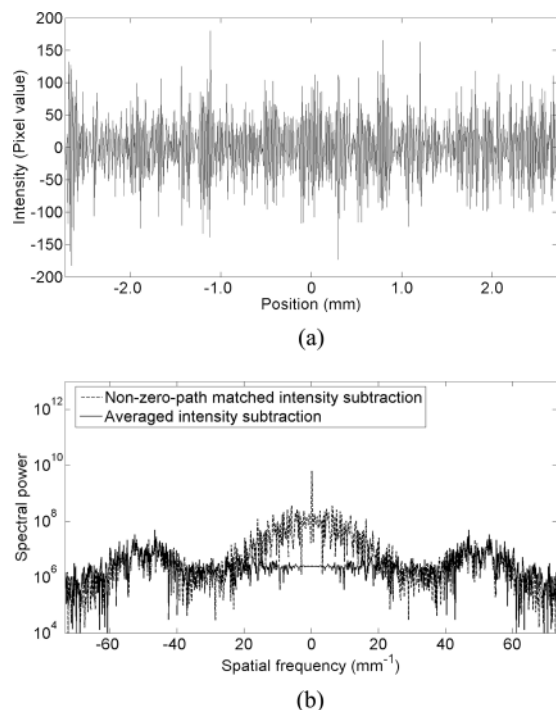 200
150
100
50
0
-50
-100
-150
-200
Intensity (Pixel value)
-2.0 -1.0 0 1.0 2.0
Position (mm)
(a)
Non-zero-path matched intensity subtraction
Averaged intensity subtraction
10^12
10^10
10^8
10^6
10^4
Spectral power
-60 -40 -20 0 20 40 60
Spatial frequency (mm^-1)
(b)